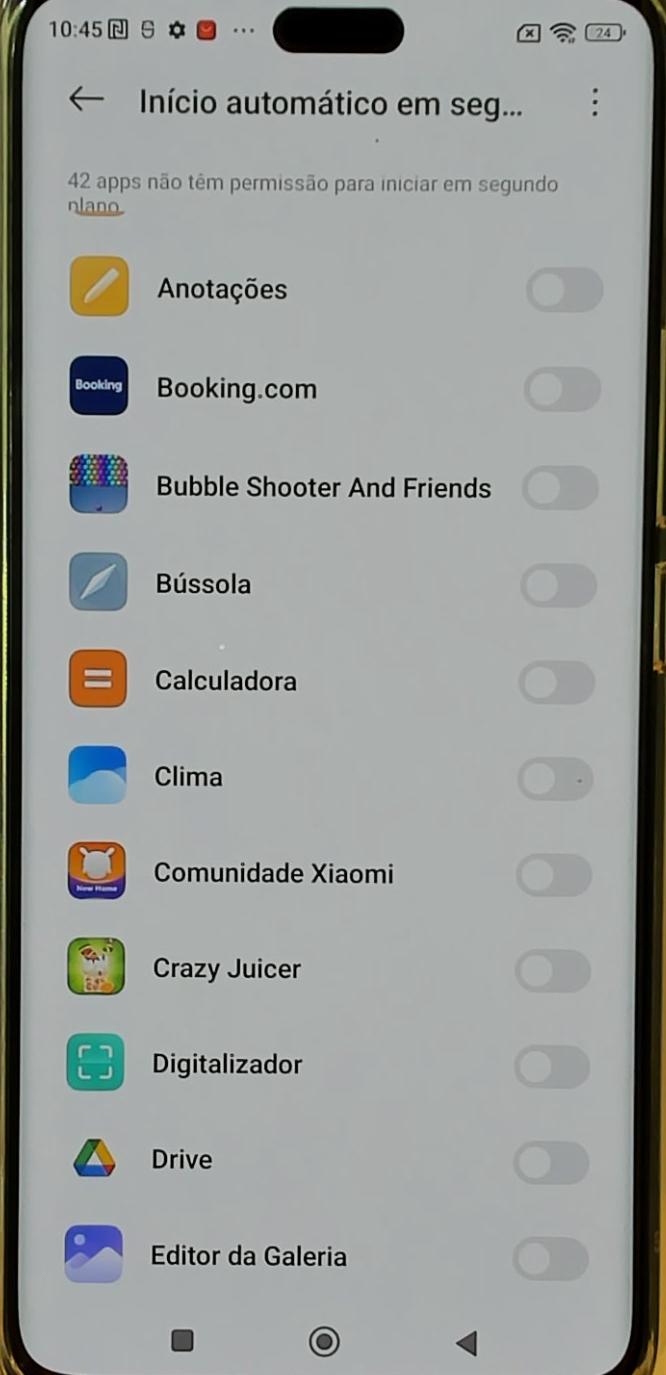 10:45
24
Início automático em seg...
42 apps não têm permissão para iniciar em segundo
plano.
Anotações
Booking
Booking.com
Bubble Shooter And Friends
Bússola
Calculadora
Clima
New Home
Comunidade Xiaomi
Crazy Juicer
Digitalizador
Drive
Editor da Galeria